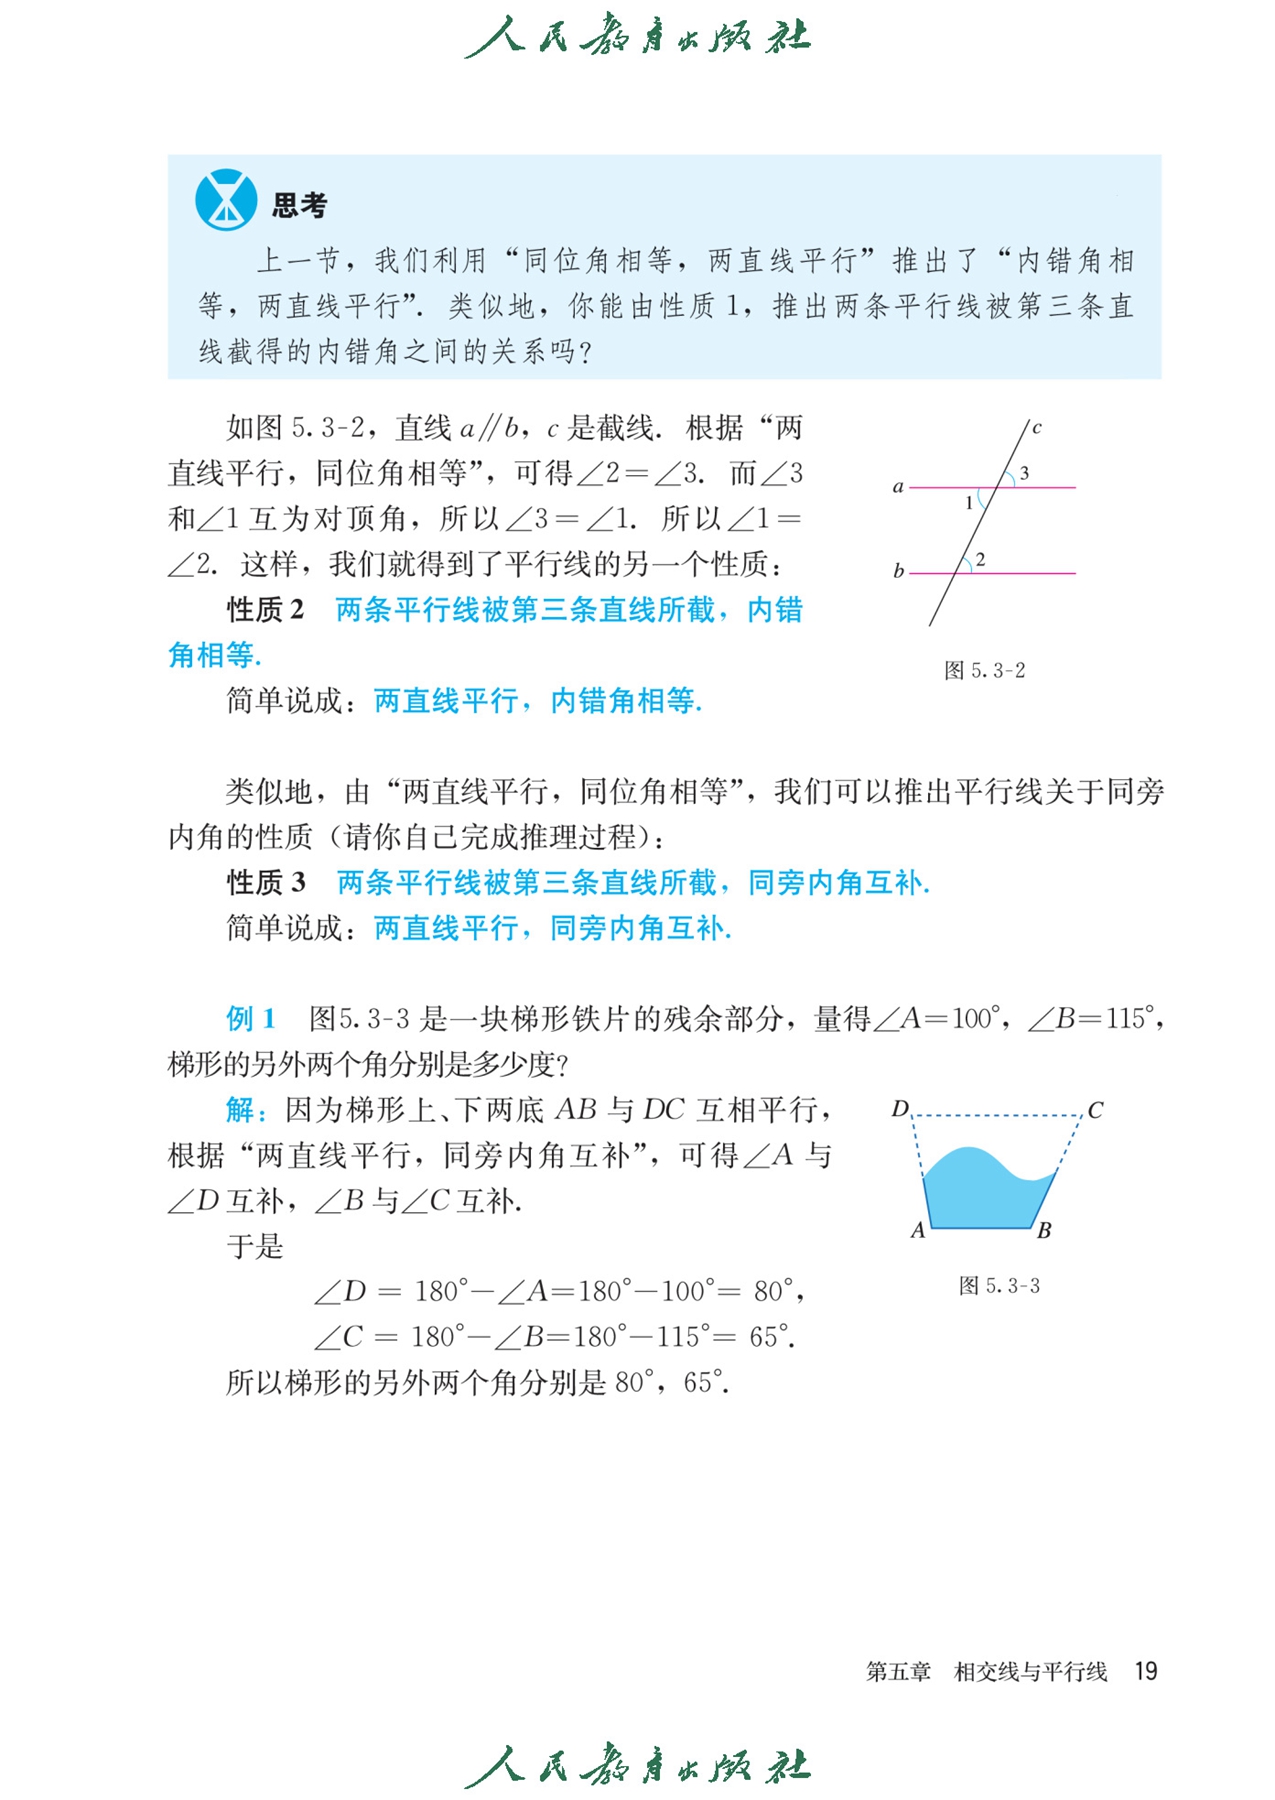 人民教育出版社
思考
上一节，我们利用“同位角相等，两直线平行”推出了“内错角相
等，两直线平行”．类似地，你能由性质1，推出两条平行线被第三条直
线截得的内错角之间的关系吗？
如图 5.3-2，直线 a∥b，c 是截线．根据“两
直线平行，同位角相等”，可得∠2＝∠3．而∠3
和∠1 互为对顶角，所以∠3＝∠1．所以∠1＝
∠2．这样，我们就得到了平行线的另一个性质：
性质 2　两条平行线被第三条直线所截，内错
角相等.
简单说成：两直线平行，内错角相等.
c
3
a
1
2
b
图 5.3-2
类似地，由“两直线平行，同位角相等”，我们可以推出平行线关于同旁
内角的性质（请你自己完成推理过程）：
性质 3　两条平行线被第三条直线所截，同旁内角互补.
简单说成：两直线平行，同旁内角互补.
例 1　图5.3-3 是一块梯形铁片的残余部分，量得∠A＝100°，∠B＝115°，
梯形的另外两个角分别是多少度？
解：因为梯形上、下两底 AB 与 DC 互相平行，
根据“两直线平行，同旁内角互补”，可得∠A 与
∠D 互补，∠B 与∠C 互补．
于是
∠D ＝ 180°－∠A＝180°－100°＝ 80°，
∠C ＝ 180°－∠B＝180°－115°＝ 65°．
所以梯形的另外两个角分别是 80°，65°．
D
C
A
B
图 5.3-3
第五章　相交线与平行线　19
人民教育出版社